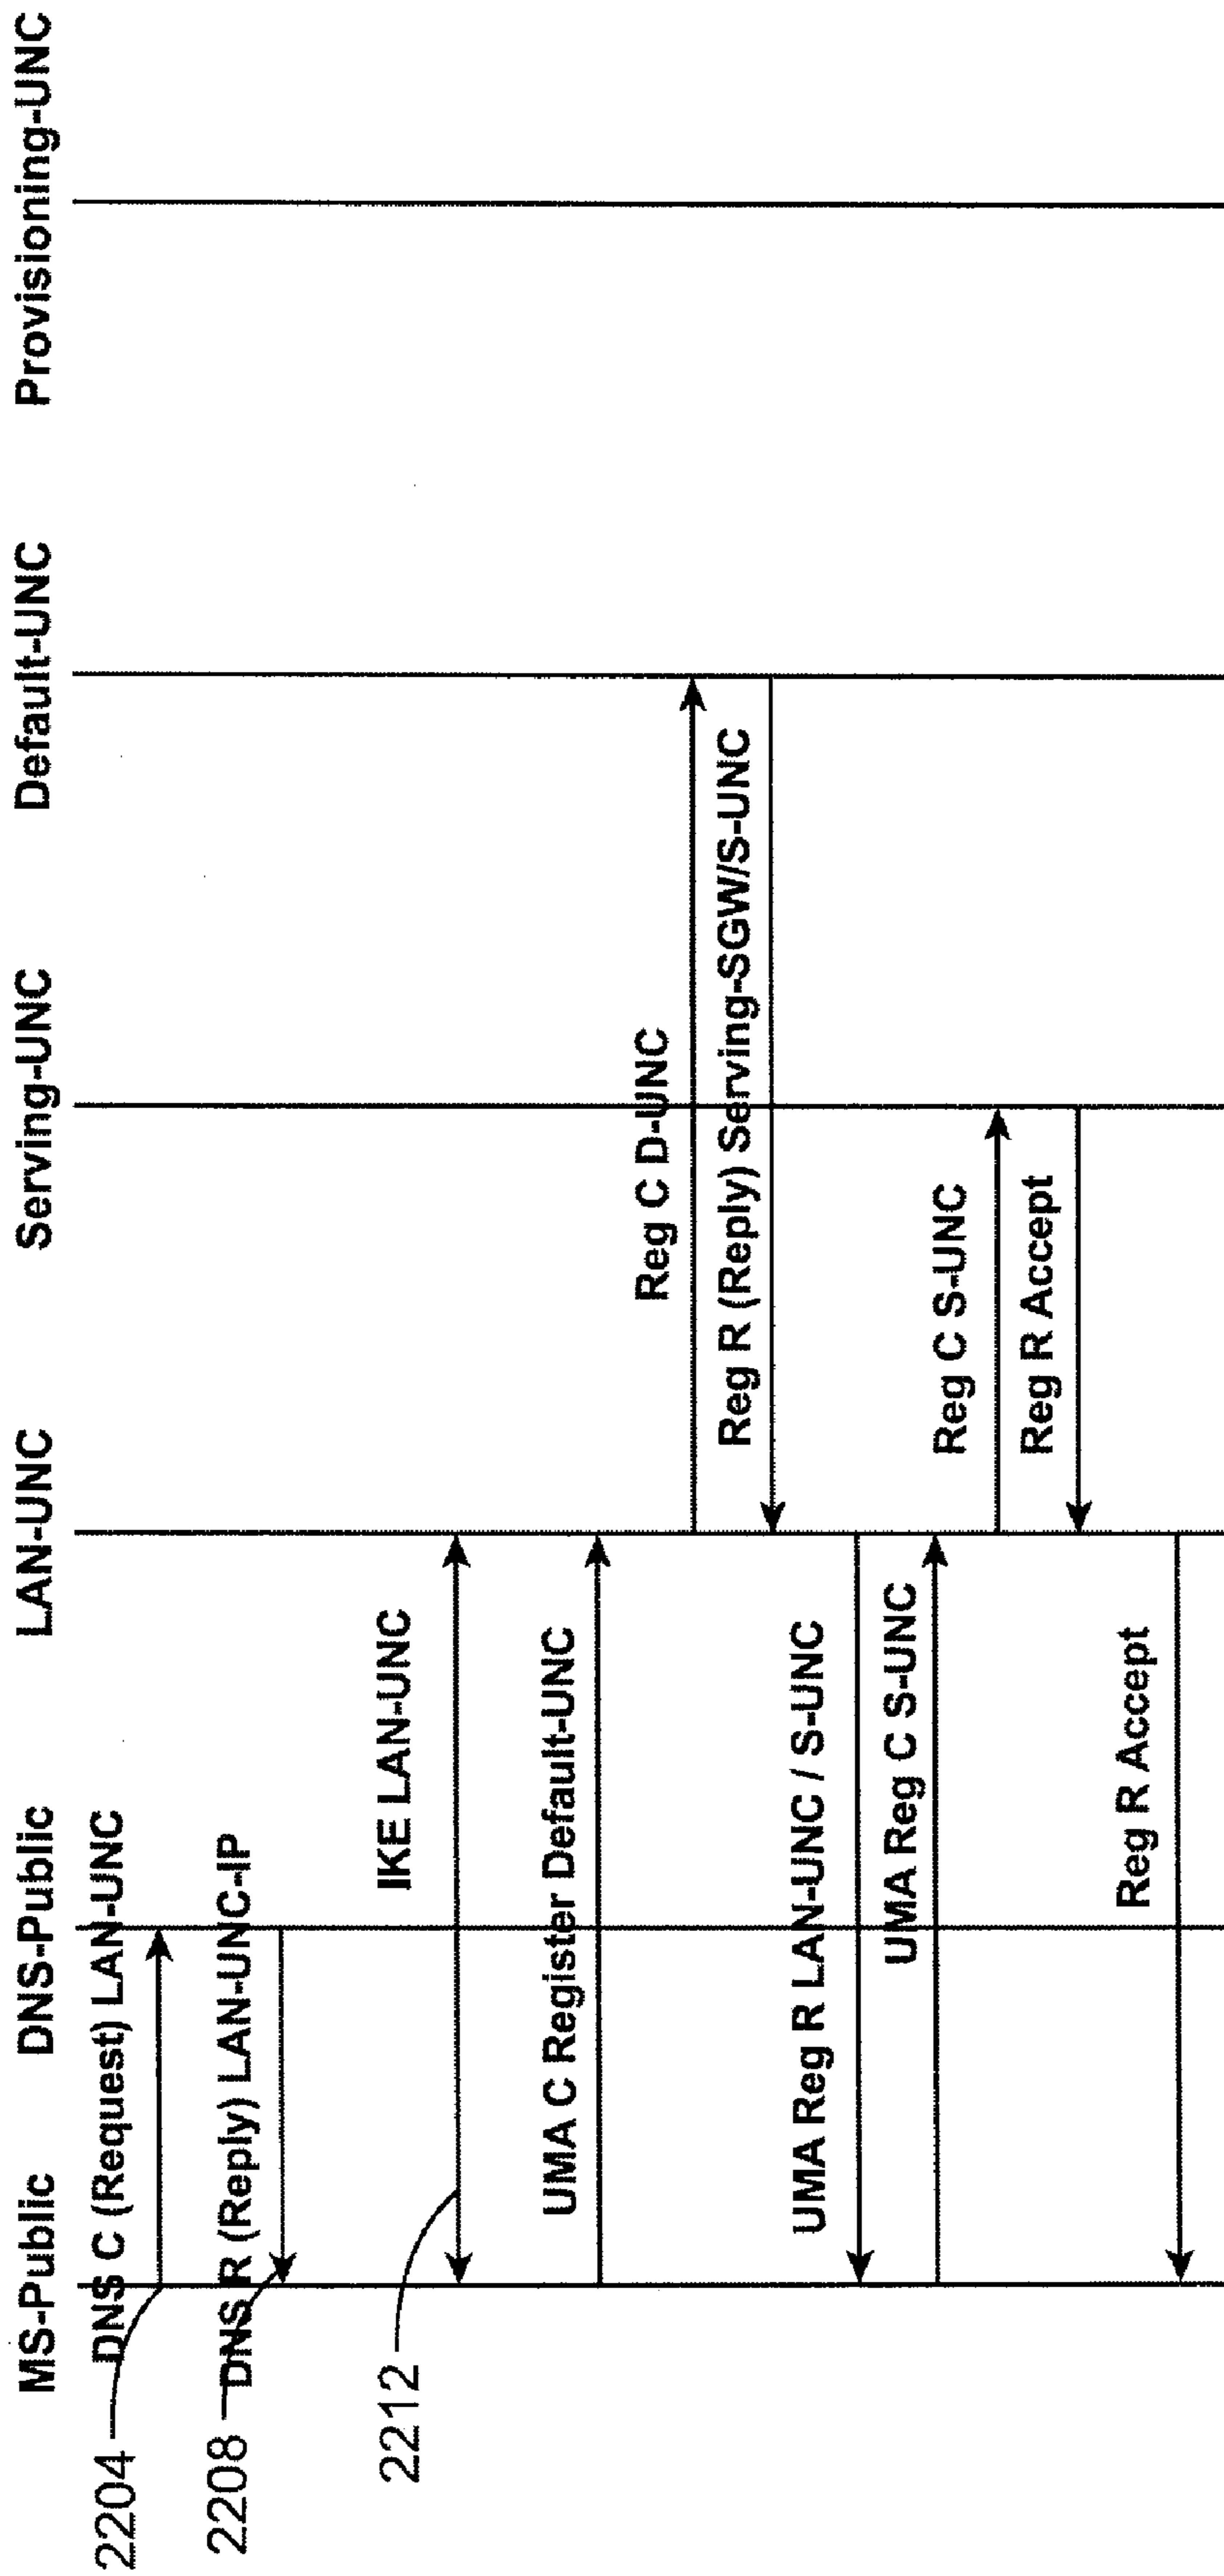 MS-Public
DNS-Public
LAN-UNC
Serving-UNC
Default-UNC
Provisioning-UNC
2204
DNS C (Request) LAN-UNC
2208
DNS R (Reply) LAN-UNC-IP
2212
IKE LAN-UNC
UMA C Register Default-UNC
Reg C D-UNC
Reg R (Reply) Serving-SGW/S-UNC
UMA Reg R LAN-UNC / S-UNC
UMA Reg C S-UNC
Reg C S-UNC
Reg R Accept
Reg R Accept